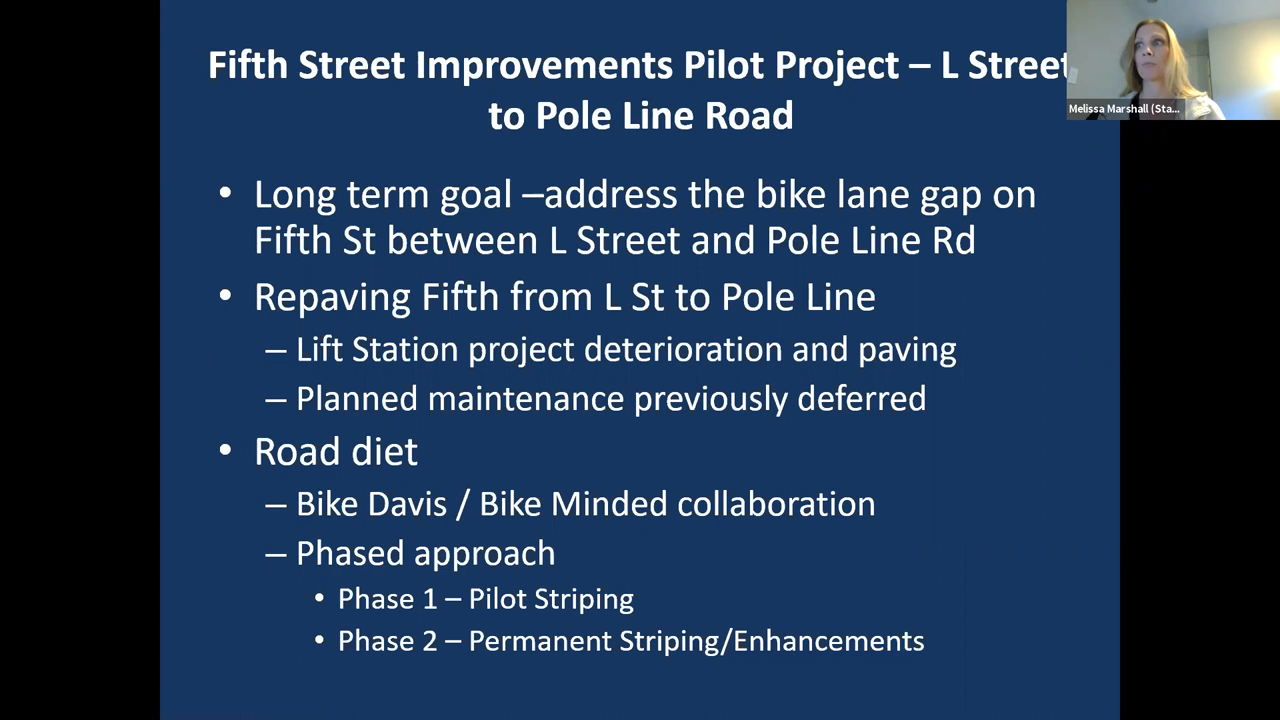 Fifth Street Improvements Pilot Project – L Street
to Pole Line Road
Melissa Marshall (Sta...
• Long term goal –address the bike lane gap on
Fifth St between L Street and Pole Line Rd
• Repaving Fifth from L St to Pole Line
– Lift Station project deterioration and paving
– Planned maintenance previously deferred
• Road diet
– Bike Davis / Bike Minded collaboration
– Phased approach
• Phase 1 – Pilot Striping
• Phase 2 – Permanent Striping/Enhancements